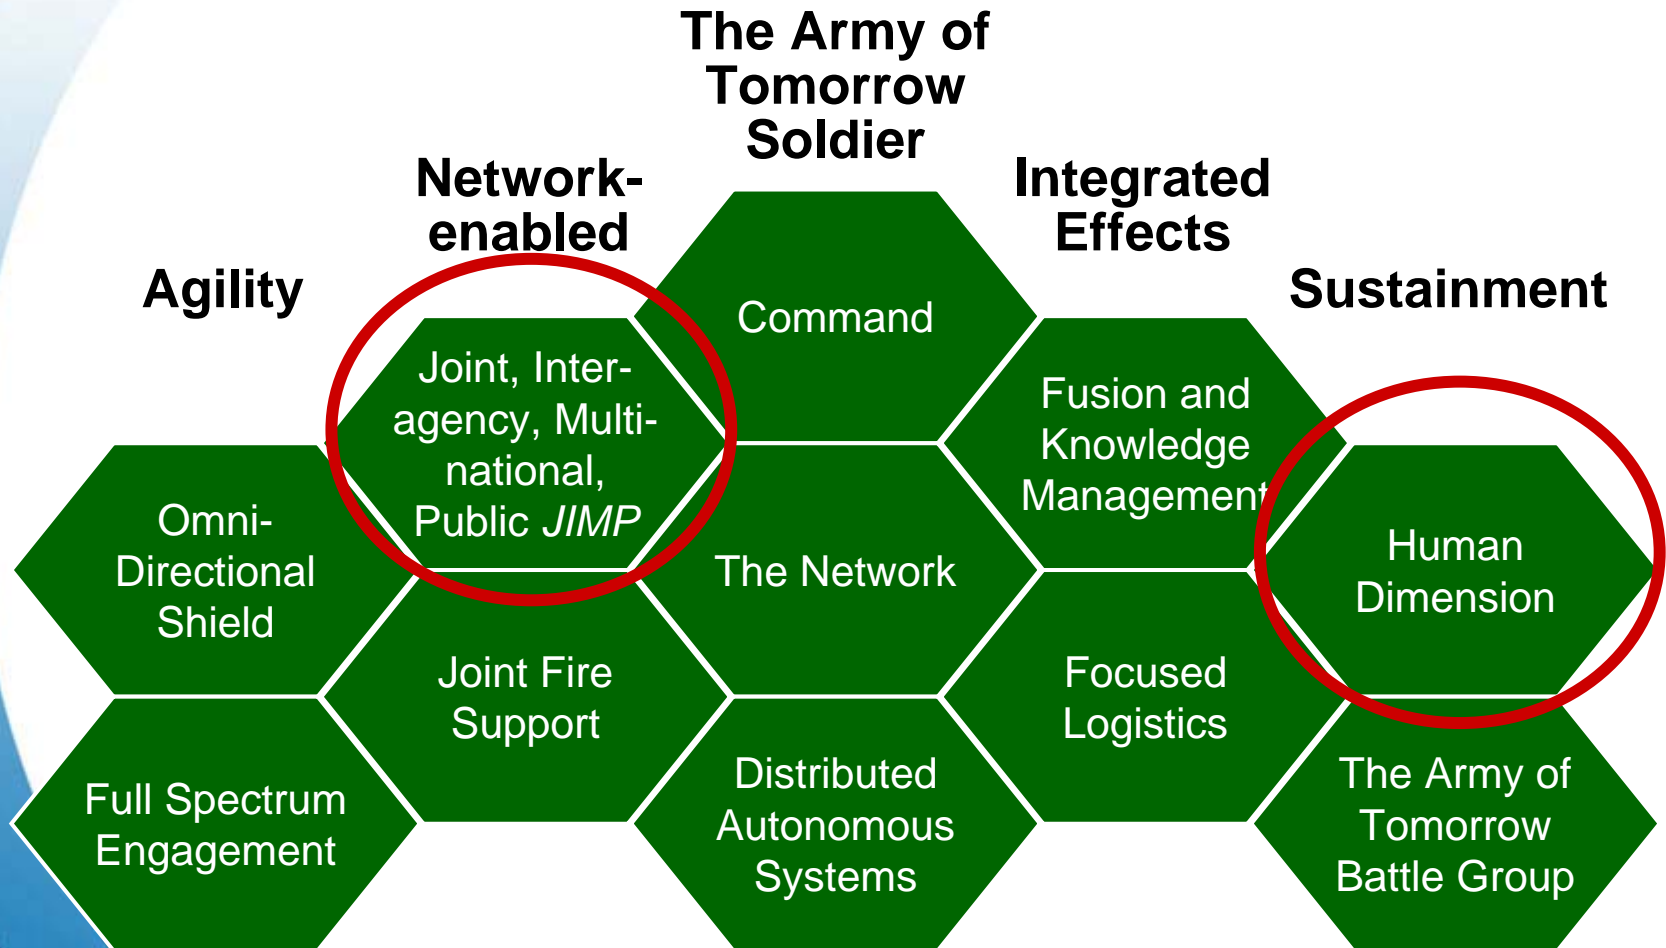 The Army of
Tomorrow
Soldier
Network-
enabled
Integrated
Effects
Agility
Sustainment
Command
Joint, Inter-
agency, Multi-
national,
Public JIMP
Fusion and
Knowledge
Management
Omni-
Directional
Shield
The Network
Human
Dimension
Joint Fire
Support
Focused
Logistics
Full Spectrum
Engagement
Distributed
Autonomous
Systems
The Army of
Tomorrow
Battle Group